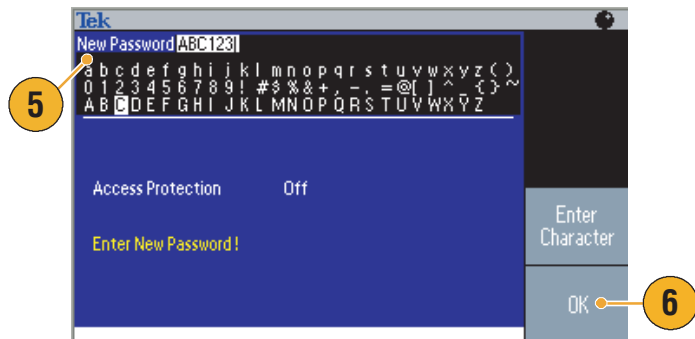 Tek
New Password ABC123
a b c d e f g h i j k l m n o p q r s t u v w x y z ( )
0 1 2 3 4 5 6 7 8 9 ! # $ % & + , - . = @ [ ] ^ _ { } ~
A B C D E F G H I J K L M N O P Q R S T U V W X Y Z
5
Access Protection Off
Enter New Password !
Enter
Character
OK
6